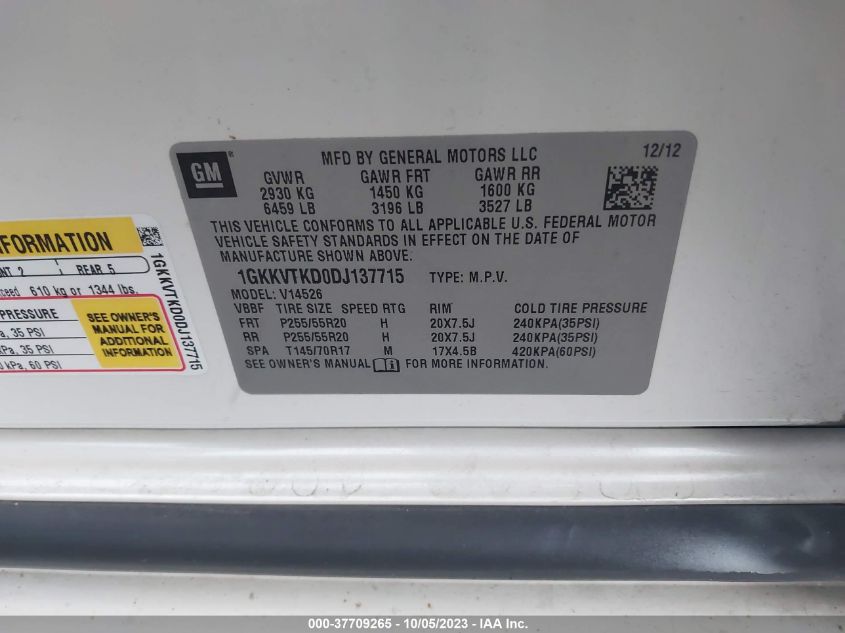 GM
MFD BY GENERAL MOTORS LLC
12/12
GVWR GAWR FRT GAWR RR
2930 KG 1450 KG 1600 KG
6459 LB 3196 LB 3527 LB
THIS VEHICLE CONFORMS TO ALL APPLICABLE U.S. FEDERAL MOTOR
VEHICLE SAFETY STANDARDS IN EFFECT ON THE DATE OF
MANUFACTURE SHOWN ABOVE.
1GKKVTKD0DJ137715 TYPE: M.P.V.
MODEL: V14526
VBBF TIRE SIZE SPEED RTG RIM COLD TIRE PRESSURE
FRT P255/55R20 H 20X7.5J 240KPA(35PSI)
RR P255/55R20 H 20X7.5J 240KPA(35PSI)
SPA T145/70R17 M 17X4.5B 420KPA(60PSI)
SEE OWNER'S MANUAL FOR MORE INFORMATION.
INFORMATION
2 REAR 5
610 kg or 1344 lbs.
PRESSURE
35 PSI
35 PSI
kPa, 60 PSI
SEE OWNER'S
MANUAL FOR
ADDITIONAL
INFORMATION
1GKKVTKD0DJ137715
000-37709265 - 10/05/2023 - IAA Inc.